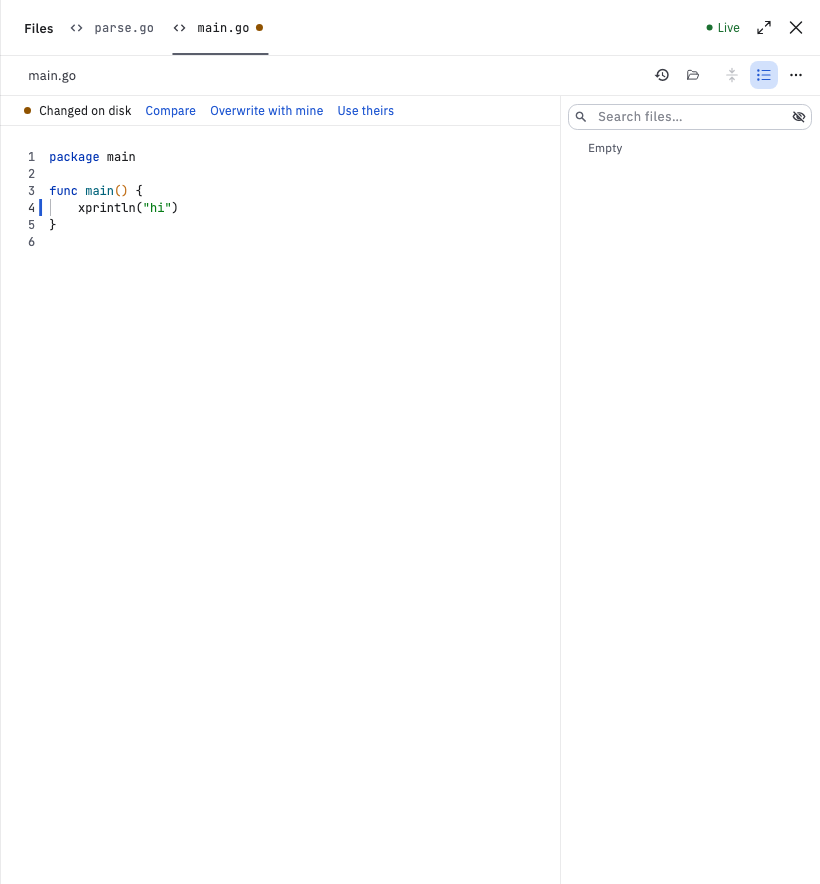 Files <> parse.go <> main.go Live
main.go
Changed on disk Compare Overwrite with mine Use theirs
Search files...
Empty
1 package main
2
3 func main() {
4     xprintln("hi")
5 }
6